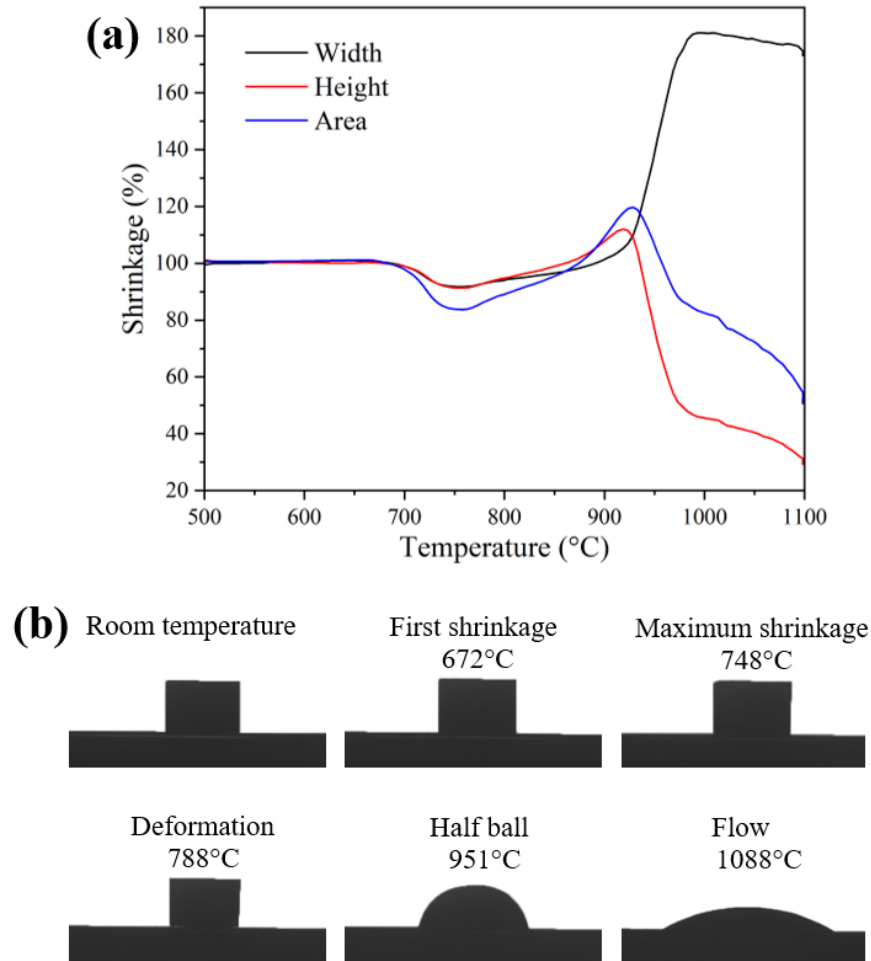 (a)
Width
Height
Area
180
160
140
120
100
80
60
40
20
Shrinkage (%)
500 600 700 800 900 1000 1100
Temperature (°C)
(b)
Room temperature
First shrinkage
672°C
Maximum shrinkage
748°C
Deformation
788°C
Half ball
951°C
Flow
1088°C